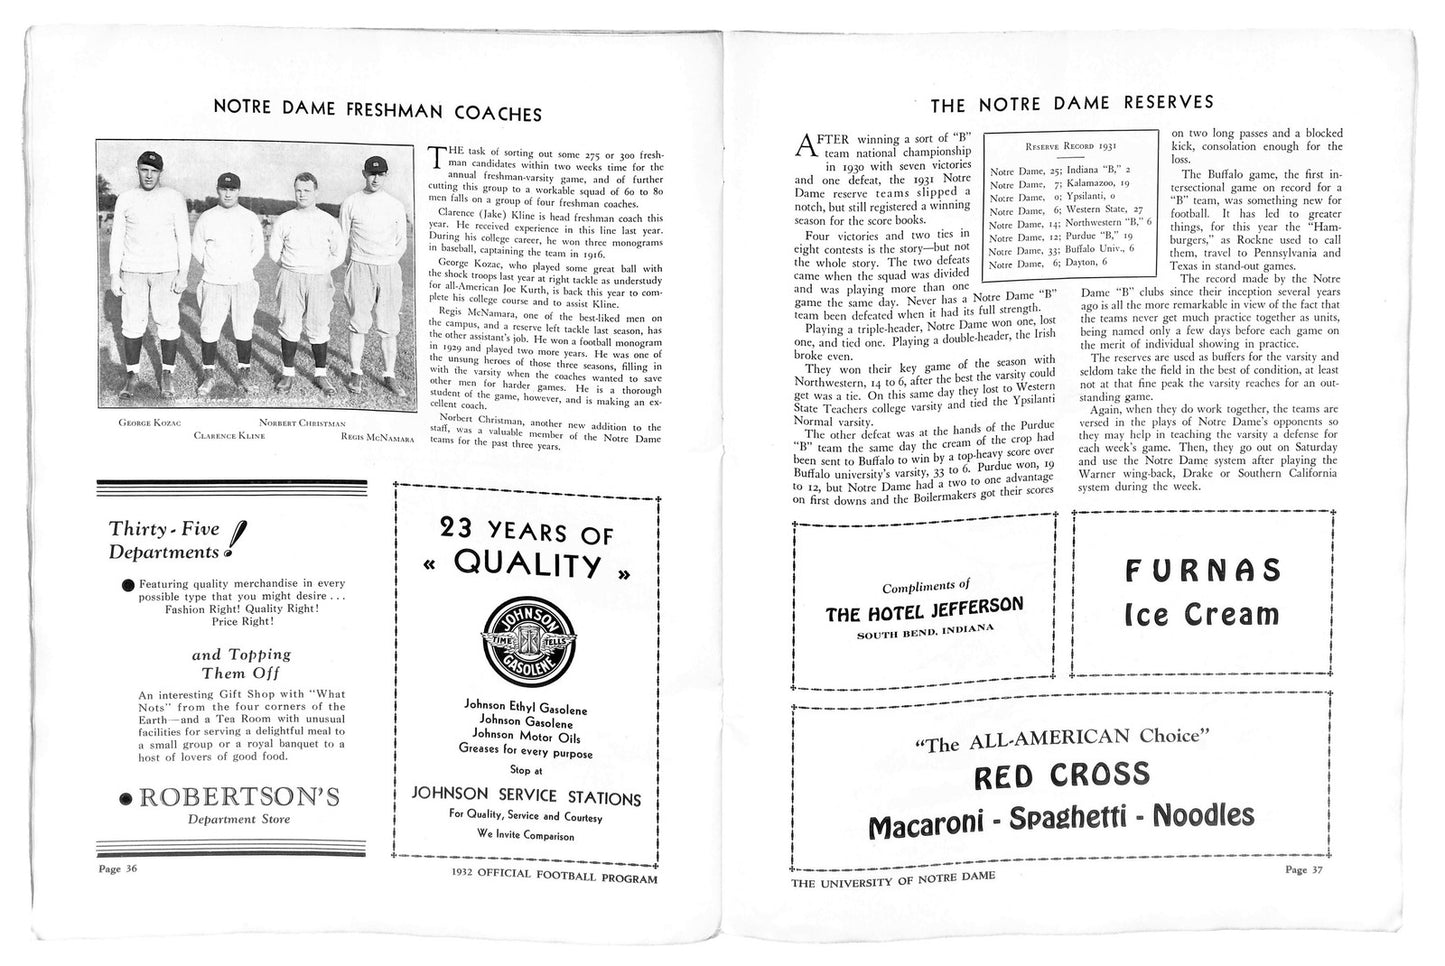 NOTRE DAME FRESHMAN COACHES
GEORGE KOZAC
CLARENCE KLINE
NORBERT CHRISTMAN
REGIS MCNAMARA
THE task of sorting out some 275 or 300 fresh-
man candidates within two weeks time for the
annual freshman-varsity game, and of further
cutting this group to a workable squad of 60 to 80
men falls on a group of four freshman coaches.
Clarence (Jake) Kline is head freshman coach this
year. He received experience in this line last year.
During his college career, he won three monograms
in baseball, captaining the team in 1916.
George Kozac, who played some great ball with
the shock troops last year at right tackle as understudy
for all-American Joe Kurth, is back this year to com-
plete his college course and to assist Kline.
Regis McNamara, one of the best-liked men on
the campus, and a reserve left tackle last season, has
the other assistant's job. He won a football monogram
in 1929 and played two more years. He was one of
the unsung heroes of those three seasons, filling in
with the varsity when the coaches wanted to save
other men for harder games. He is a thorough
student of the game, however, and is making an ex-
cellent coach.
Norbert Christman, another new addition to the
staff, was a valuable member of the Notre Dame
teams for the past three years.
Thirty-Five
Departments!
Featuring quality merchandise in every
possible type that you might desire...
Fashion Right! Quality Right!
Price Right!
and Topping
Them Off
An interesting Gift Shop with "What
Nots" from the four corners of the
Earth—and a Tea Room with unusual
facilities for serving a delightful meal to
a small group or a royal banquet to a
host of lovers of good food.
ROBERTSON'S
Department Store
23 YEARS OF
« QUALITY »
JOHNSON
TIME TELLS
GASOLENE
Johnson Ethyl Gasolene
Johnson Gasolene
Johnson Motor Oils
Greases for every purpose
Stop at
JOHNSON SERVICE STATIONS
For Quality, Service and Courtesy
We Invite Comparison
Page 36
1932 OFFICIAL FOOTBALL PROGRAM
THE NOTRE DAME RESERVES
AFTER winning a sort of "B"
team national championship
in 1930 with seven victories
and one defeat, the 1931 Notre
Dame reserve teams slipped a
notch, but still registered a winning
season for the score books.
Four victories and two ties in
eight contests is the story—but not
the whole story. The two defeats
came when the squad was divided
and was playing more than one
game the same day. Never has a Notre Dame "B"
team been defeated when it had its full strength.
Playing a triple-header, Notre Dame won one, lost
one, and tied one. Playing a double-header, the Irish
broke even.
They won their key game of the season with
Northwestern, 14 to 6, after the best the varsity could
get was a tie. On this same day they lost to Western
State Teachers college varsity and tied the Ypsilanti
Normal varsity.
The other defeat was at the hands of the Purdue
"B" team the same day the cream of the crop had
been sent to Buffalo to win by a top-heavy score over
Buffalo university's varsity, 33 to 6. Purdue won, 19
to 12, but Notre Dame had a two to one advantage
on first downs and the Boilermakers got their scores
RESERVE RECORD 1931
Notre Dame, 25; Indiana "B," 2
Notre Dame, 7; Kalamazoo, 19
Notre Dame, 0; Ypsilanti, 0
Notre Dame, 6; Western State, 27
Notre Dame, 14; Northwestern "B," 6
Notre Dame, 12; Purdue "B," 19
Notre Dame, 33; Buffalo Univ., 6
Notre Dame, 6; Dayton, 6
on two long passes and a blocked
kick, consolation enough for the
loss.
The Buffalo game, the first in-
tersectional game on record for a
"B" team, was something new for
football. It has led to greater
things, for this year the "Ham-
burgers," as Rockne used to call
them, travel to Pennsylvania and
Texas in stand-out games.
The record made by the Notre
Dame "B" clubs since their inception several years
ago is all the more remarkable in view of the fact that
the teams never get much practice together as units,
being named only a few days before each game on
the merit of individual showing in practice.
The reserves are used as buffers for the varsity and
seldom take the field in the best of condition, at least
not at that fine peak the varsity reaches for an out-
standing game.
Again, when they do work together, the teams are
versed in the plays of Notre Dame's opponents so
they may help in teaching the varsity a defense for
each week's game. Then, they go out on Saturday
and use the Notre Dame system after playing the
Warner wing-back, Drake or Southern California
system during the week.
Compliments of
THE HOTEL JEFFERSON
SOUTH BEND, INDIANA
FURNAS
Ice Cream
"The ALL-AMERICAN Choice"
RED CROSS
Macaroni - Spaghetti - Noodles
THE UNIVERSITY OF NOTRE DAME
Page 37